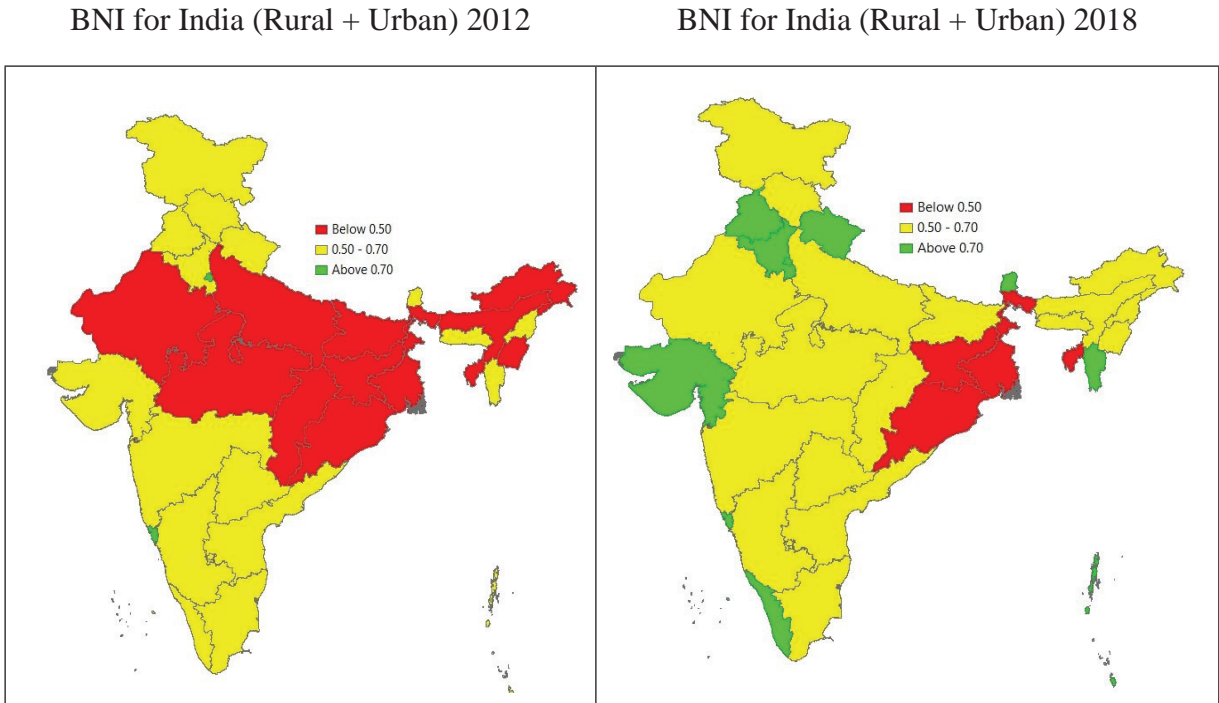 BNI for India (Rural + Urban) 2012
BNI for India (Rural + Urban) 2018
Below 0.50
0.50 - 0.70
Above 0.70
Below 0.50
0.50 - 0.70
Above 0.70